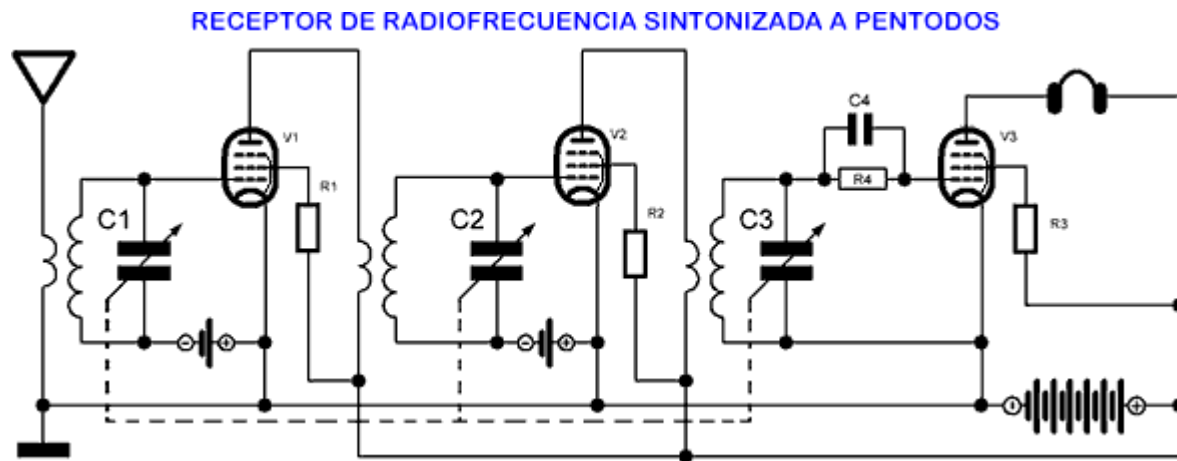 RECEPTOR DE RADIOFRECUENCIA SINTONIZADA A PENTODOS
C4
V1
V2
V3
R1
R4
C1
C2
R2
C3
R3